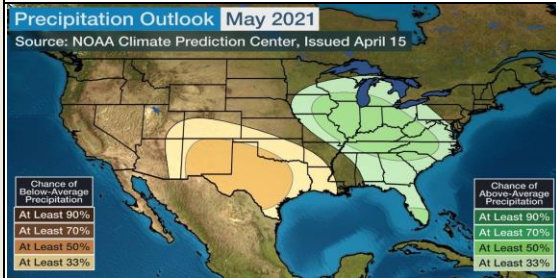 Precipitation Outlook May 2021
Source: NOAA Climate Prediction Center, Issued April 15
Chance of
Below-Average
Precipitation
At Least 90%
At Least 70%
At Least 50%
At Least 33%
Chance of
Above-Average
Precipitation
At Least 90%
At Least 70%
At Least 50%
At Least 33%